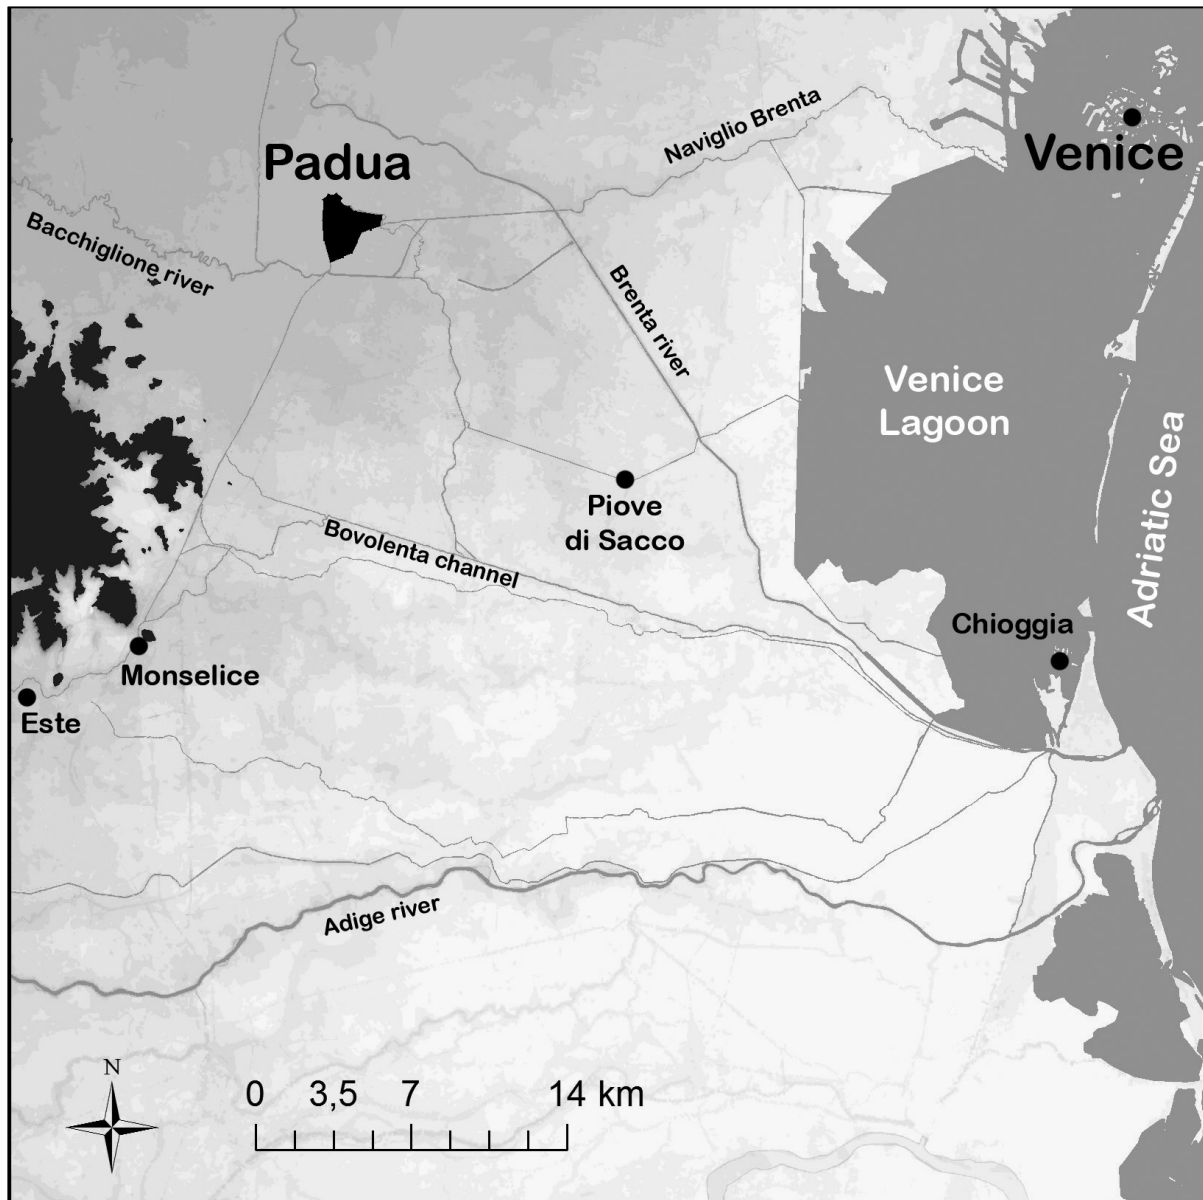 Naviglio Brenta
Padua
Venice
Bacchiglione river
Brenta river
Venice
Lagoon
Adriatic Sea
Piove
di Sacco
Bovolenta channel
Chioggia
Monselice
Este
Adige river
N
0 3,5 7 14 km